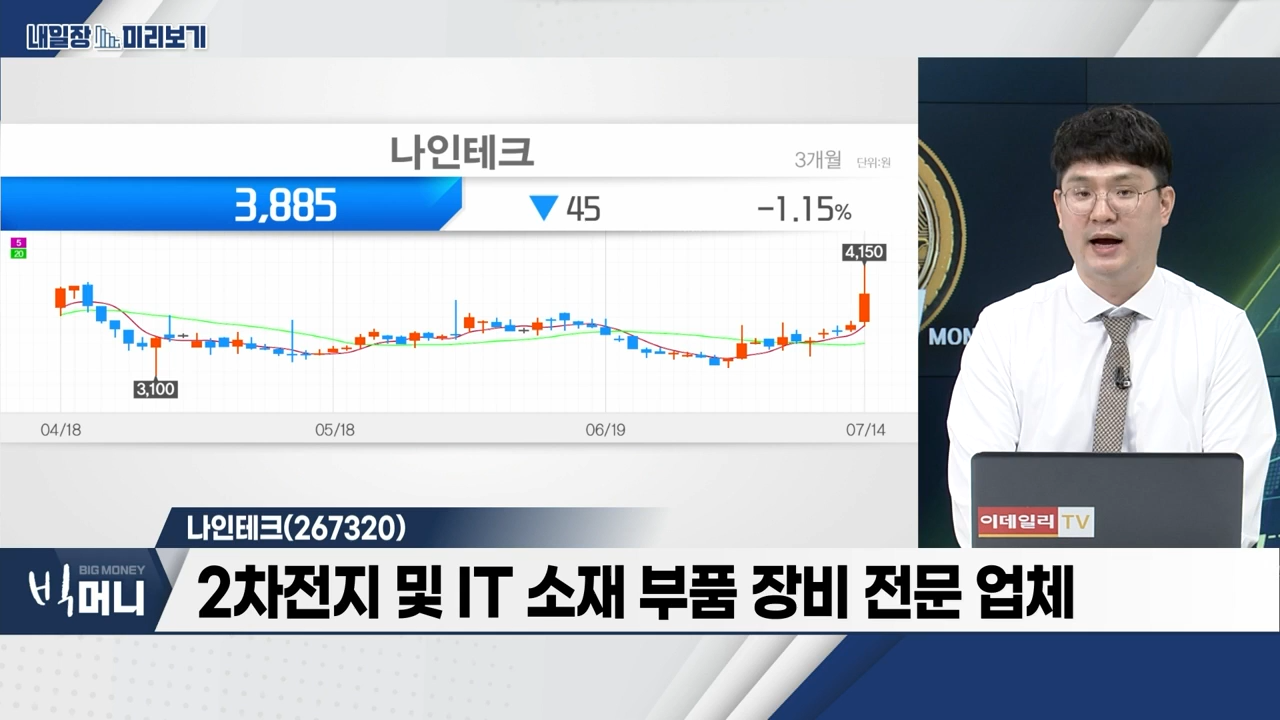 내일장 미리보기
나인테크
3개월 단위:원
3,885 ▼ 45 -1.15%
5
20
4,150
3,100
04/18 05/18 06/19 07/14
MON
이데일리 TV
나인테크(267320)
BIG MONEY
빅머니
2차전지 및 IT 소재 부품 장비 전문 업체